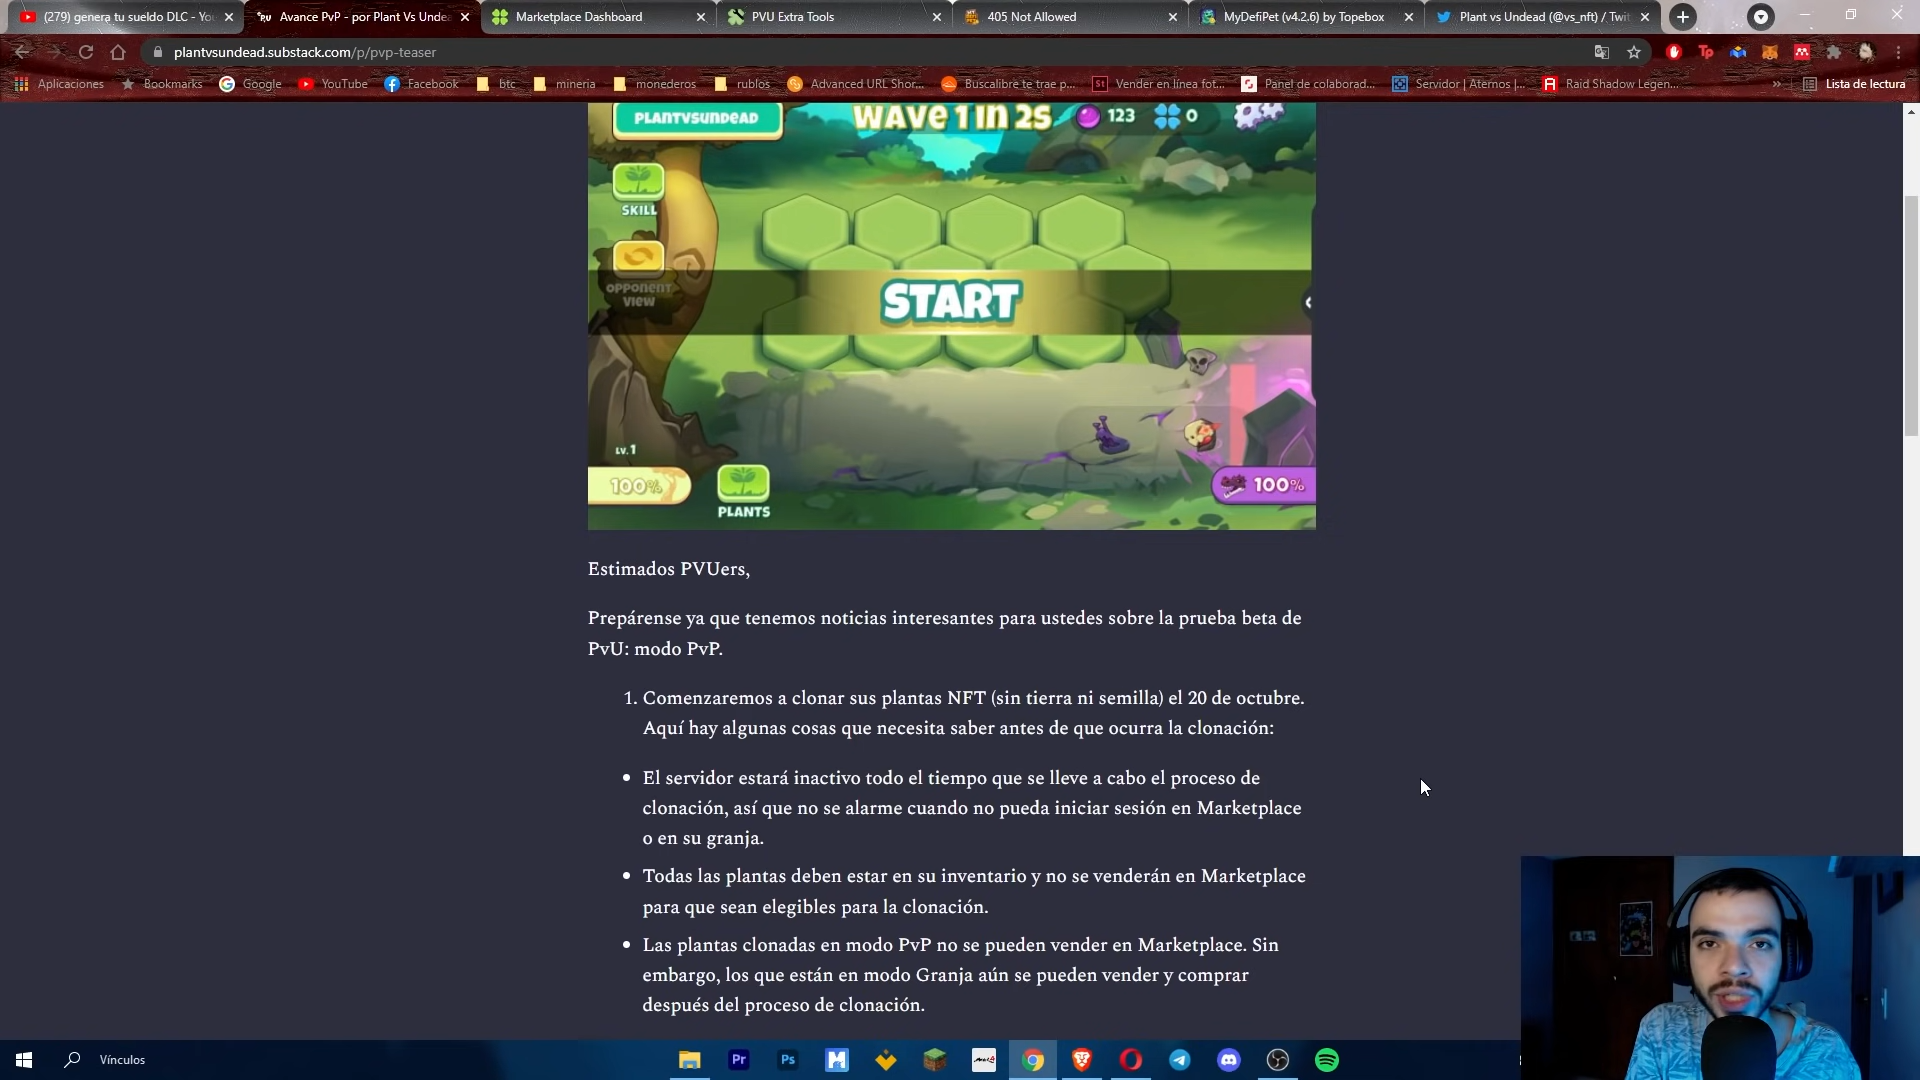 (279) genera tu sueldo DLC - Yo
Avance PvP - por Plant Vs Unde
Marketplace Dashboard
PVU Extra Tools
405 Not Allowed
MyDefiPet (v4.2.6) by Topebox
Plant vs Undead (@vs_nft) / Twit
plantvsundead.substack.com/p/pvp-teaser
Aplicaciones
Bookmarks
Google
YouTube
Facebook
btc
mineria
monederos
rublos
Advanced URL Shor...
Buscalibre te trae p...
Vender en línea fot...
Panel de colaborad...
Servidor | Aternos |...
Raid Shadow Legen...
Lista de lectura
PLANTVSUNDEAD
WAVE 1 IN 2S
123
0
SKILL
OPPONENT
VIEW
START
LV.1
100%
PLANTS
100%
Estimados PVUers,
Prepárense ya que tenemos noticias interesantes para ustedes sobre la prueba beta de
PvU: modo PvP.
1. Comenzaremos a clonar sus plantas NFT (sin tierra ni semilla) el 20 de octubre.
Aquí hay algunas cosas que necesita saber antes de que ocurra la clonación:
• El servidor estará inactivo todo el tiempo que se lleve a cabo el proceso de
clonación, así que no se alarme cuando no pueda iniciar sesión en Marketplace
o en su granja.
• Todas las plantas deben estar en su inventario y no se venderán en Marketplace
para que sean elegibles para la clonación.
• Las plantas clonadas en modo PvP no se pueden vender en Marketplace. Sin
embargo, los que están en modo Granja aún se pueden vender y comprar
después del proceso de clonación.
Vínculos
Pr
Ps